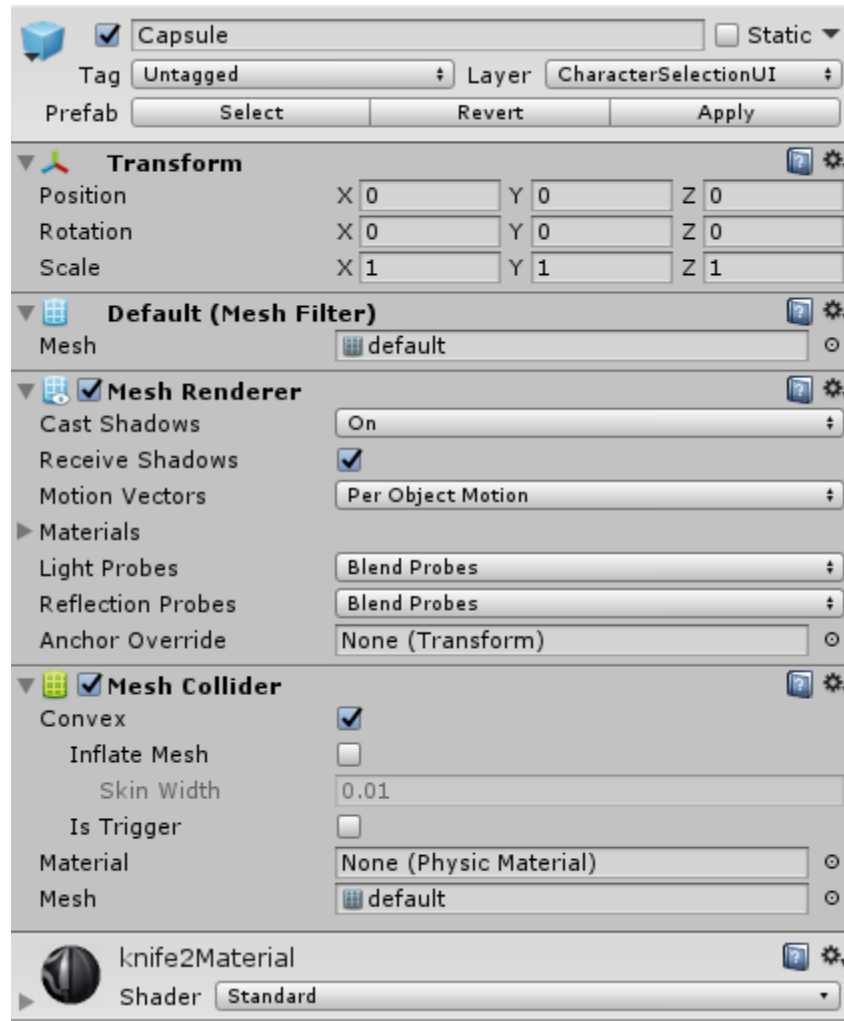 Capsule Static
Tag Untagged Layer CharacterSelectionUI
Prefab Select Revert Apply
Transform
Position X 0 Y 0 Z 0
Rotation X 0 Y 0 Z 0
Scale X 1 Y 1 Z 1
Default (Mesh Filter)
Mesh default
Mesh Renderer
Cast Shadows On
Receive Shadows
Motion Vectors Per Object Motion
Materials
Light Probes Blend Probes
Reflection Probes Blend Probes
Anchor Override None (Transform)
Mesh Collider
Convex
Inflate Mesh
Skin Width 0.01
Is Trigger
Material None (Physic Material)
Mesh default
knife2Material
Shader Standard